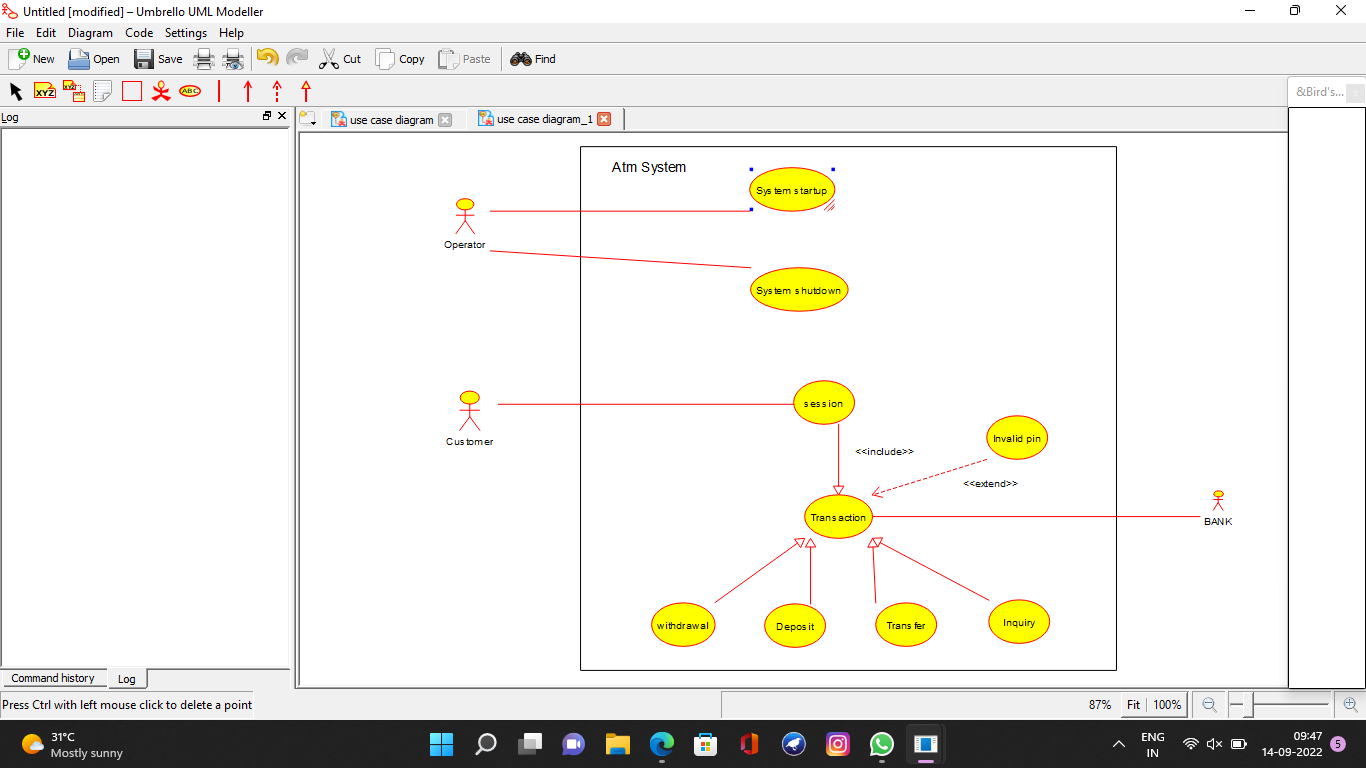 Untitled [modified] – Umbrello UML Modeller
File Edit Diagram Code Settings Help
New Open Save Cut Copy Paste Find
XYZ XYZ ABC
&Bird's...
Log
use case diagram use case diagram_1
Atm System
System startup
Operator
System shutdown
session
Customer
Invalid pin
<<include>>
<<extend>>
Transaction
BANK
withdrawal Deposit Transfer Inquiry
Command history Log
Press Ctrl with left mouse click to delete a point
87% Fit 100%
31°C
Mostly sunny
ENG
IN
09:47
14-09-2022
5